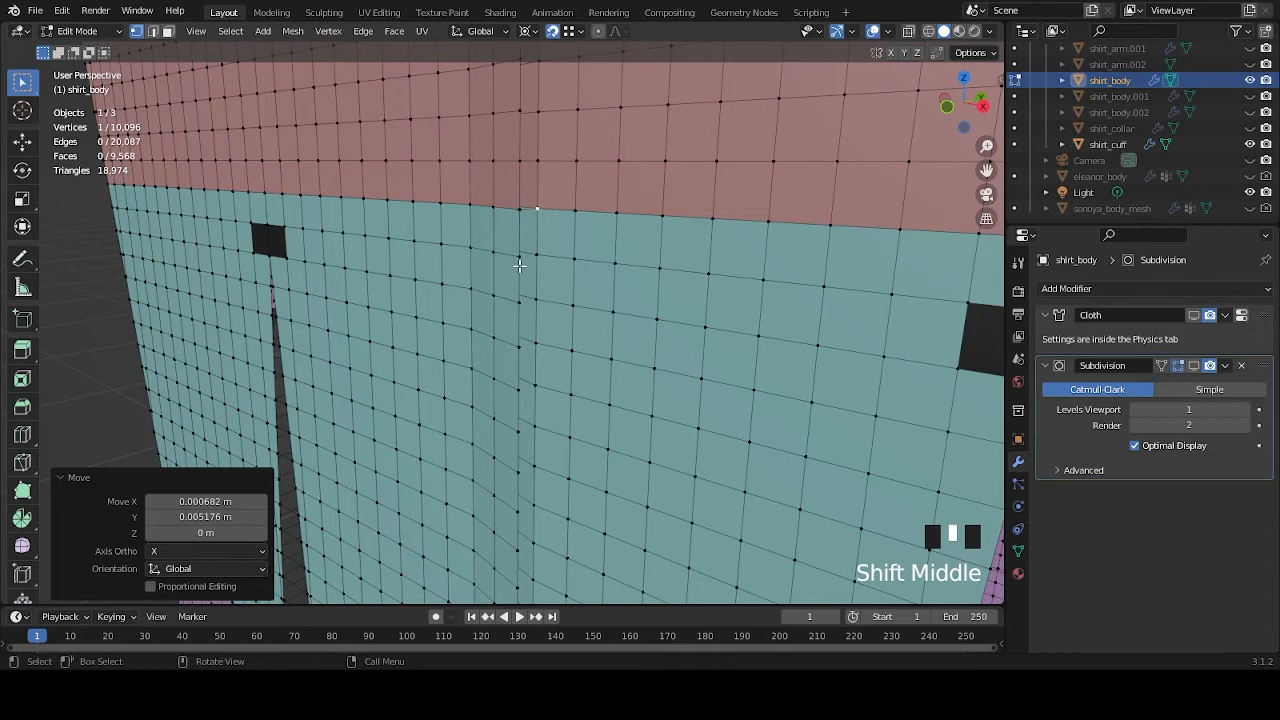 File Edit Render Window Help Layout Modeling Sculpting UV Editing Texture Paint Shading Animation Rendering Compositing Geometry Nodes Scripting Scene ViewLayer
Edit Mode View Select Add Mesh Vertex Edge Face UV Global
X Y Z Options
User Perspective
(1) shirt_body
Objects 1/3
Vertices 1/10,096
Edges 0/20,087
Faces 0/9,568
Triangles 18,974
Z
Y
X
shirt_arm.001
shirt_arm.002
shirt_body
shirt_body.001
shirt_body.002
shirt_collar
shirt_cuff
Camera
eleanor_body
Light
sonoya_body_mesh
shirt_body > Subdivision
Add Modifier
Cloth
Settings are inside the Physics tab
Subdivision
Catmull-Clark Simple
Levels Viewport 1
Render 2
Optimal Display
Advanced
Move
Move X 0.000682 m
Y 0.005176 m
Z 0 m
Axis Ortho X
Orientation Global
Proportional Editing
Shift Middle
Playback Keying View Marker 1 Start 1 End 250
1 10 20 30 40 50 60 70 80 90 100 110 120 130 140 150 160 170 180 190 200 210 220 230 240 250
Select Box Select Rotate View Call Menu 3.1.2